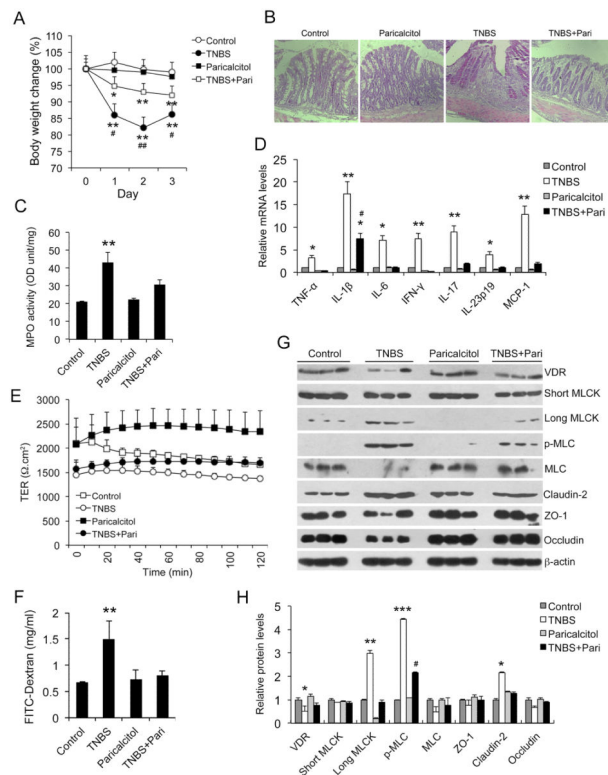 A
Body weight change (%)
110
105
100
95
90
85
80
75
70
0 1 2 3
Day
Control
TNBS
Paricalcitol
TNBS+Pari
*
**
**
**
#
**
##
**
#
B
Control Paricalcitol TNBS TNBS+Pari
C
MPO activity (OD unit/mg)
60
50
40
30
20
10
0
**
Control
TNBS
Paricalcitol
TNBS+Pari
D
Relative mRNA levels
25
20
15
10
5
0
Control
TNBS
Paricalcitol
TNBS+Pari
*
**
#
*
*
**
**
*
**
TNF-α
IL-1β
IL-6
IFN-γ
IL-17
IL-23p19
MCP-1
E
TER (Ω.cm²)
3000
2500
2000
1500
1000
500
0
Control
TNBS
Paricalcitol
TNBS+Pari
0 20 40 60 80 100 120
Time (min)
F
FITC-Dextran (mg/ml)
2
1.5
1
0.5
0
**
Control
TNBS
Paricalcitol
TNBS+Pari
G
Control TNBS Paricalcitol TNBS+Pari
VDR
Short MLCK
Long MLCK
p-MLC
MLC
Claudin-2
ZO-1
Occludin
β-actin
H
Relative protein levels
5
4
3
2
1
0
Control
TNBS
Paricalcitol
TNBS+Pari
*
**
***
#
*
VDR
Short MLCK
Long MLCK
p-MLC
MLC
ZO-1
Claudin-2
Occludin